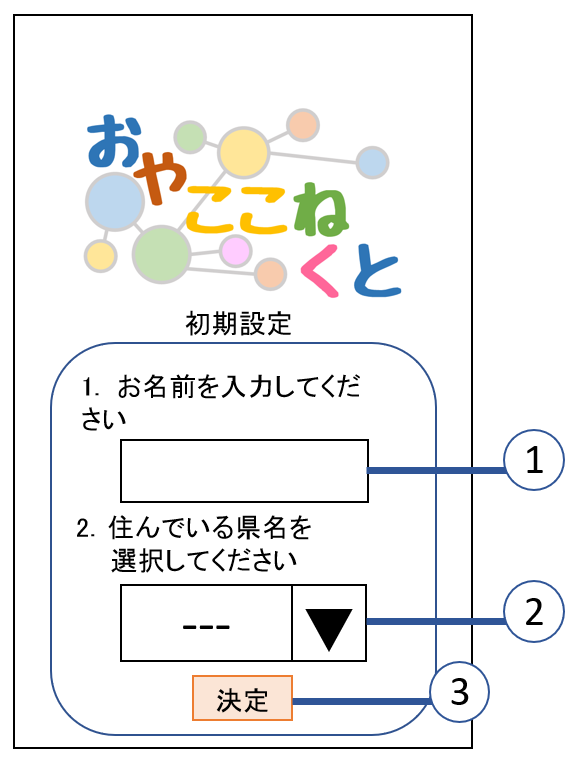 おやここねくと
初期設定
1. お名前を入力してくだ
さい
①
2. 住んでいる県名を
選択してください
--- ▼
②
決定
③